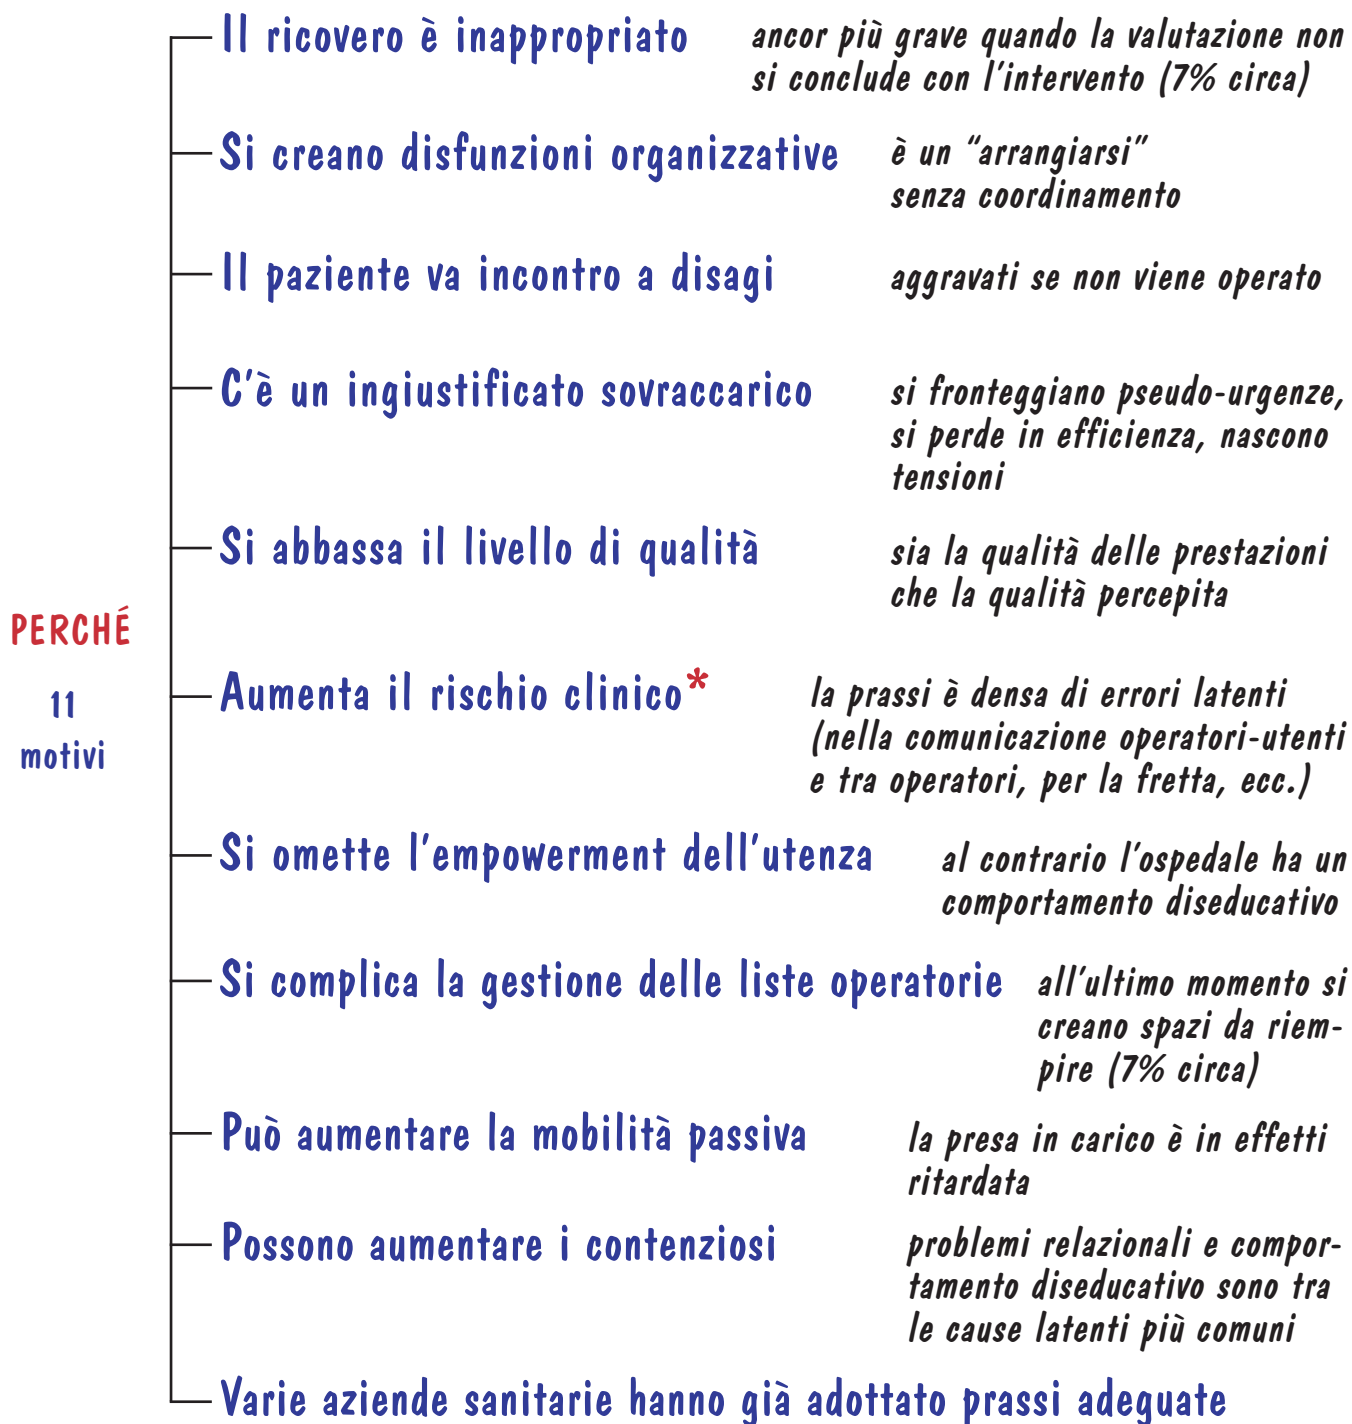 Il ricovero è inappropriato
ancor più grave quando la valutazione non
si conclude con l'intervento (7% circa)
Si creano disfunzioni organizzative
è un “arrangiarsi”
senza coordinamento
Il paziente va incontro a disagi
aggravati se non viene operato
C'è un ingiustificato sovraccarico
si fronteggiano pseudo-urgenze,
si perde in efficienza, nascono
tensioni
Si abbassa il livello di qualità
sia la qualità delle prestazioni
che la qualità percepita
PERCHÉ
11
motivi
Aumenta il rischio clinico*
la prassi è densa di errori latenti
(nella comunicazione operatori-utenti
e tra operatori, per la fretta, ecc.)
Si omette l'empowerment dell'utenza
al contrario l'ospedale ha un
comportamento diseducativo
Si complica la gestione delle liste operatorie
all'ultimo momento si
creano spazi da riem-
pire (7% circa)
Può aumentare la mobilità passiva
la presa in carico è in effetti
ritardata
Possono aumentare i contenziosi
problemi relazionali e compor-
tamento diseducativo sono tra
le cause latenti più comuni
Varie aziende sanitarie hanno già adottato prassi adeguate